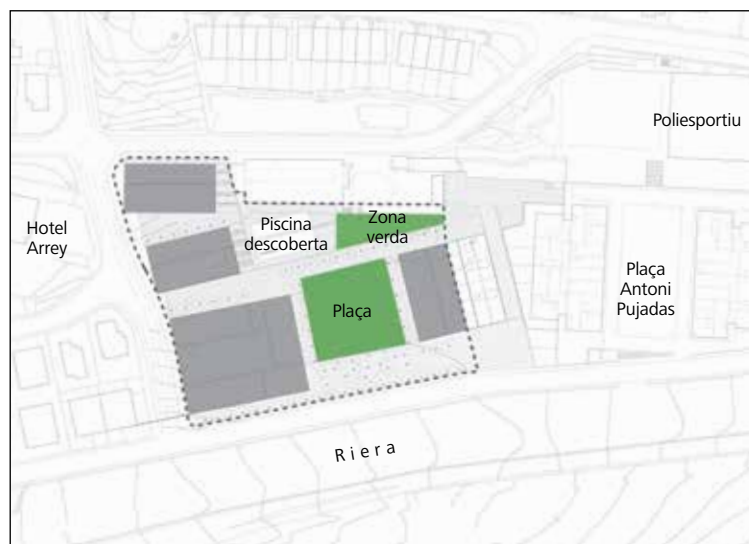 Poliesportiu
Hotel
Arrey
Piscina
descoberta
Zona
verda
Plaça
Plaça
Antoni
Pujadas
Riera